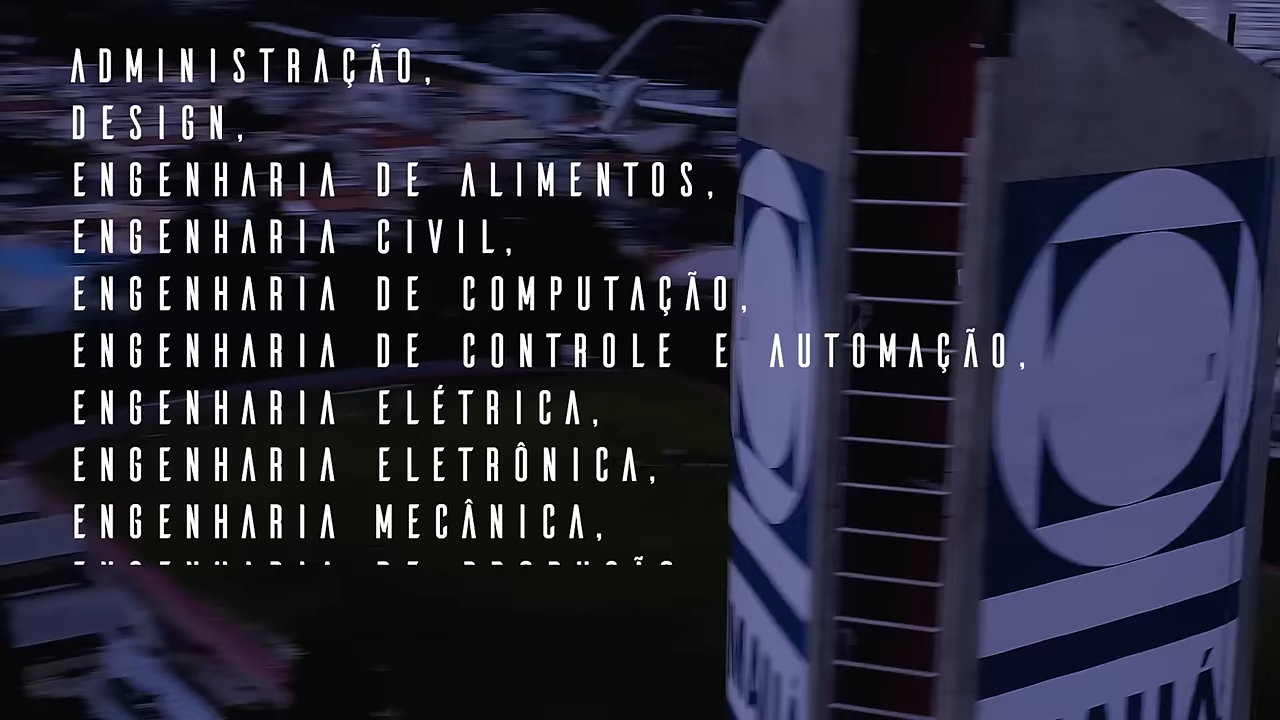 ADMINISTRAÇÃO,
DESIGN,
ENGENHARIA DE ALIMENTOS,
ENGENHARIA CIVIL,
ENGENHARIA DE COMPUTAÇÃO,
ENGENHARIA DE CONTROLE E AUTOMAÇÃO,
ENGENHARIA ELÉTRICA,
ENGENHARIA ELETRÔNICA,
ENGENHARIA MECÂNICA,
MAUÁ